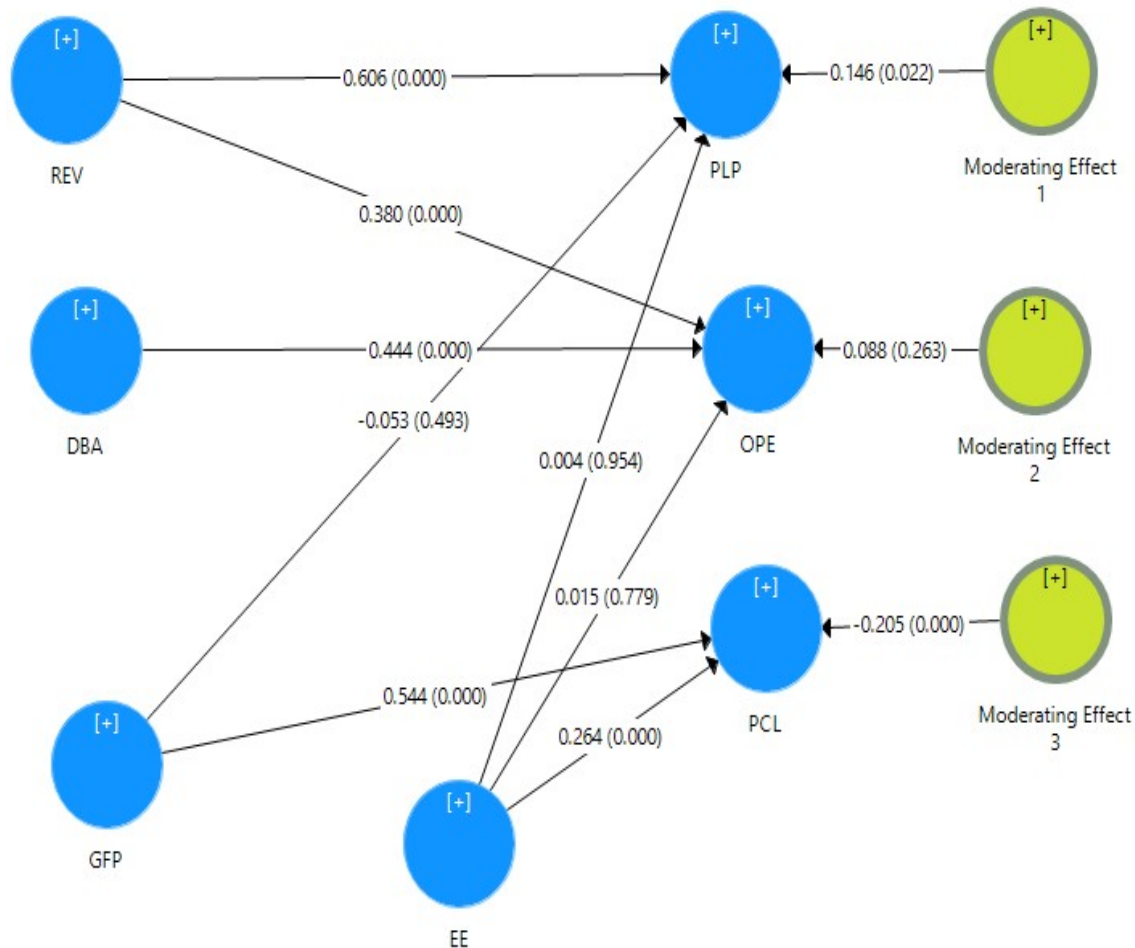 [+]
[+]
[+]
0.606 (0.000)
0.146 (0.022)
REV
PLP
Moderating Effect
1
0.380 (0.000)
[+]
[+]
[+]
0.444 (0.000)
0.088 (0.263)
-0.053 (0.493)
DBA
OPE
Moderating Effect
2
0.004 (0.954)
[+]
[+]
0.015 (0.779)
-0.205 (0.000)
0.544 (0.000)
PCL
Moderating Effect
3
[+]
0.264 (0.000)
[+]
GFP
EE